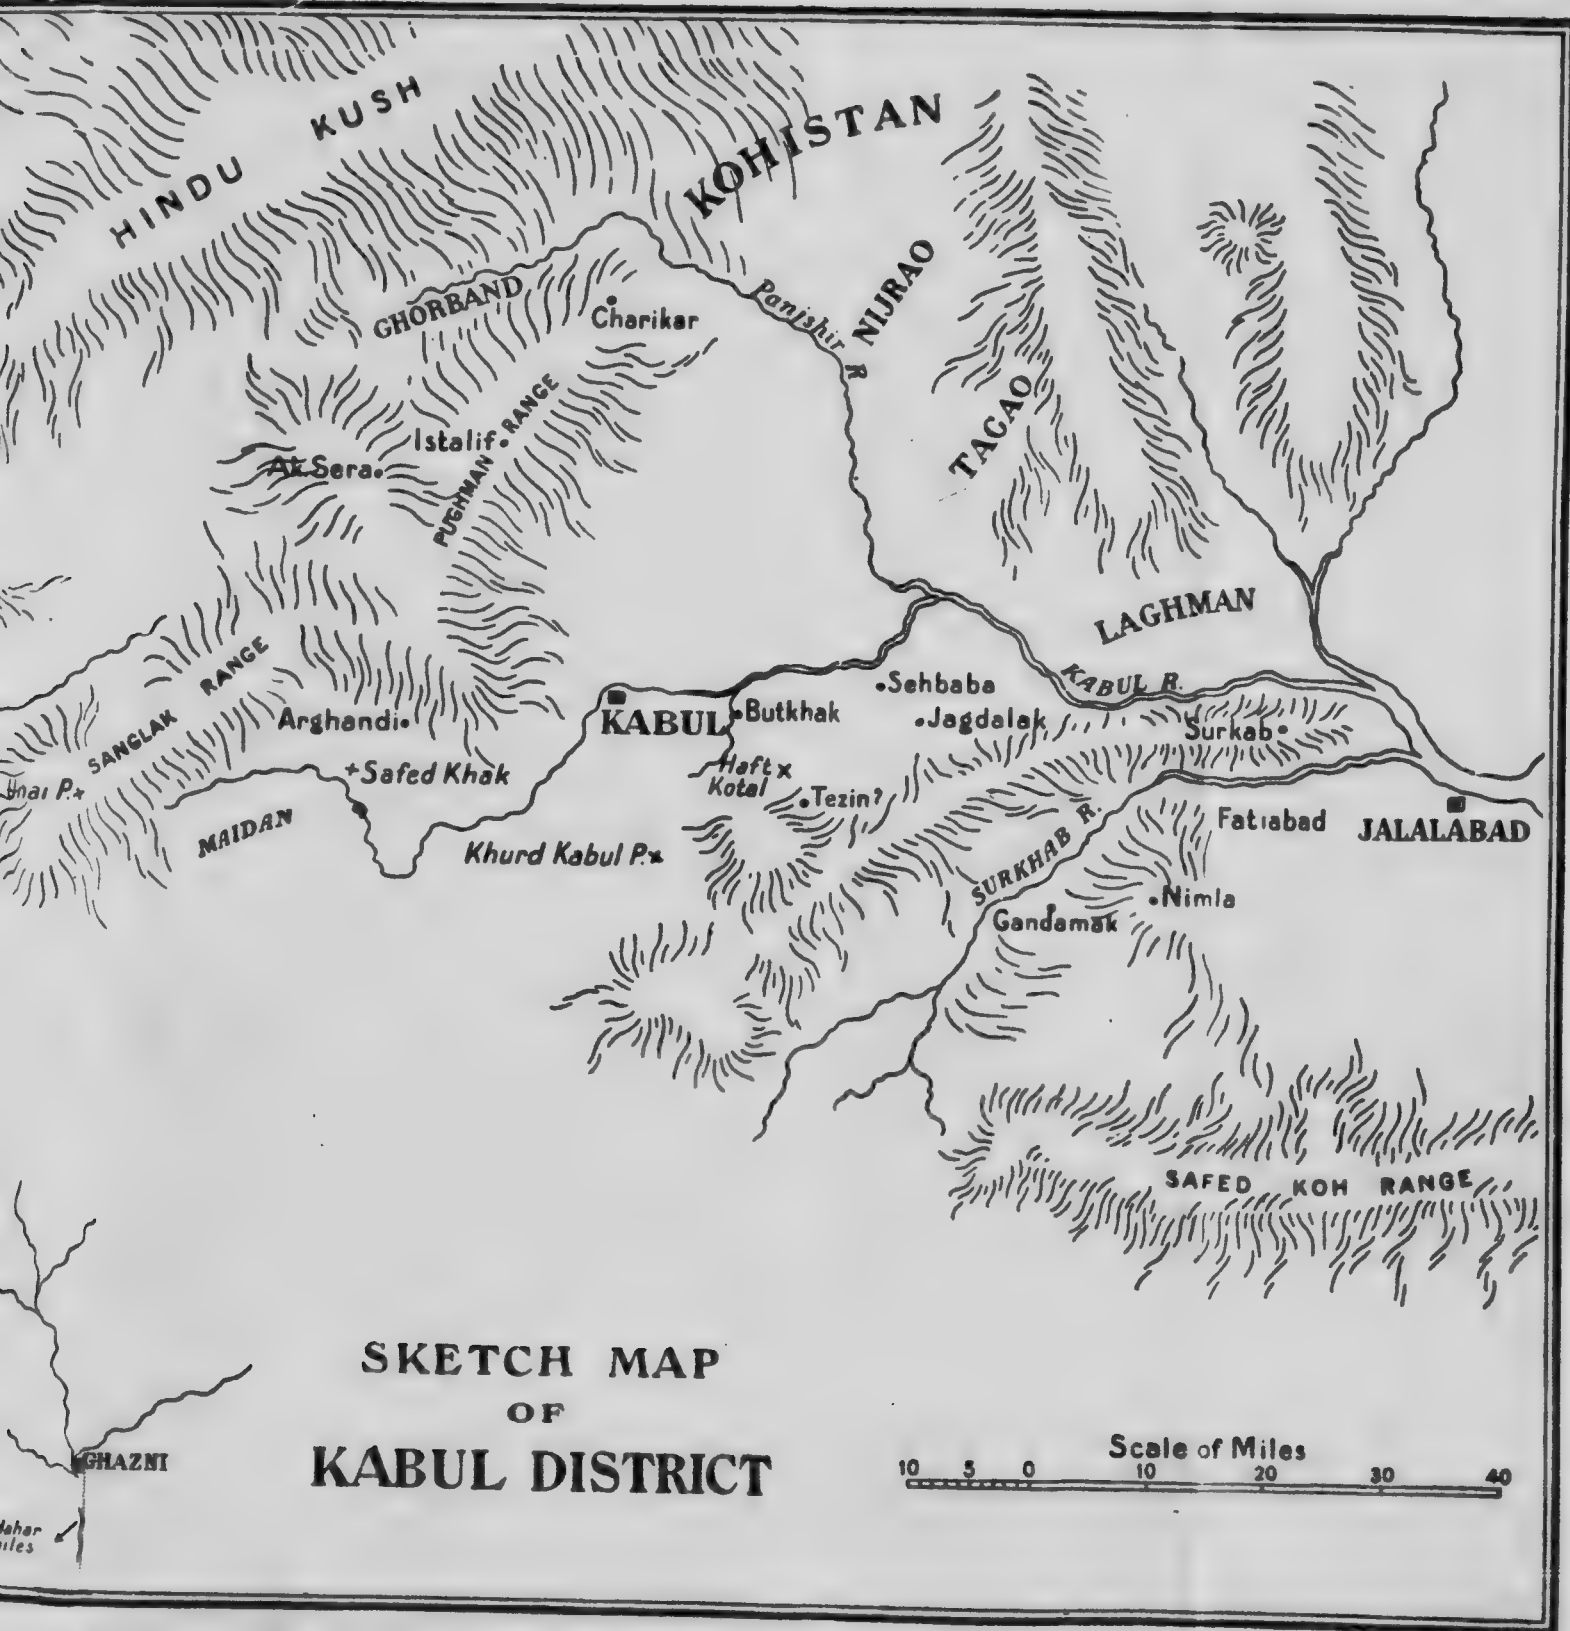 HINDU KUSH
KOHISTAN
GHORBAND
Charikar
Panjshir R
NIJRAO
TAGAO
Istalif
PUGHMAN RANGE
Ak Sera
LAGHMAN
SANGLAK RANGE
Arghandi
KABUL
Butkhak
Sehbaba
KABUL R.
Jagdalak
Surkab
Unai P.
Safed Khak
Haft
Kotal
Tezin?
MAIDAN
Khurd Kabul P.
SURKHAB R.
Fatiabad
JALALABAD
Gandamak
Nimla
SAFED KOH RANGE
SKETCH MAP
OF
KABUL DISTRICT
GHAZNI
Scale of Miles
10 5 0 10 20 30 40